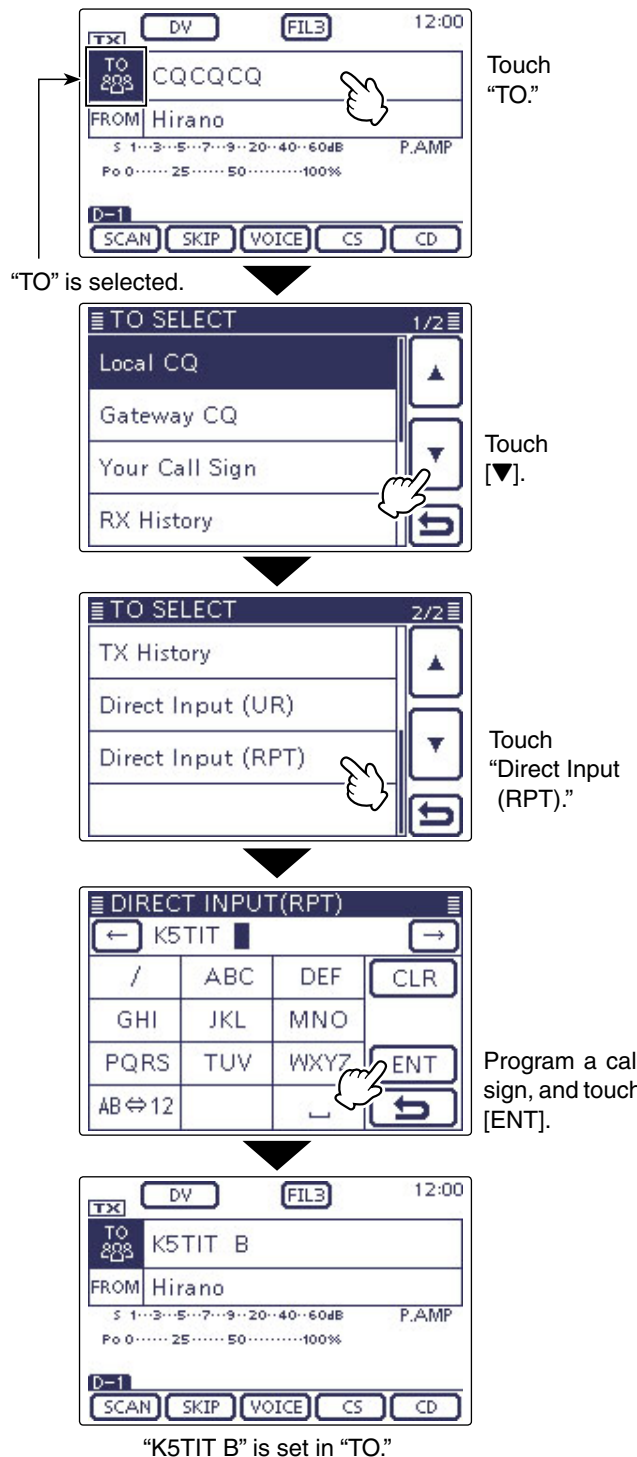 DV FIL3 12:00
TX
TO CQCQCQ
Touch
“TO.”
FROM Hirano
S 1···3···5···7···9··20··40··60dB P.AMP
Po 0······ 25 ······ 50 ··········100%
D-1
SCAN SKIP VOICE CS CD
“TO” is selected.
TO SELECT 1/2
Local CQ
Gateway CQ
Your Call Sign
RX History
Touch
[▼].
TO SELECT 2/2
TX History
Direct Input (UR)
Direct Input (RPT)
Touch
“Direct Input
(RPT).”
DIRECT INPUT(RPT)
← K5TIT →
/ ABC DEF CLR
GHI JKL MNO
PQRS TUV WXYZ ENT
AB⇔12 ⎵
Program a cal
sign, and touch
[ENT].
DV FIL3 12:00
TX
TO K5TIT B
FROM Hirano
S 1···3···5···7···9··20··40··60dB P.AMP
Po 0······ 25 ······ 50 ··········100%
D-1
SCAN SKIP VOICE CS CD
“K5TIT B” is set in “TO.”